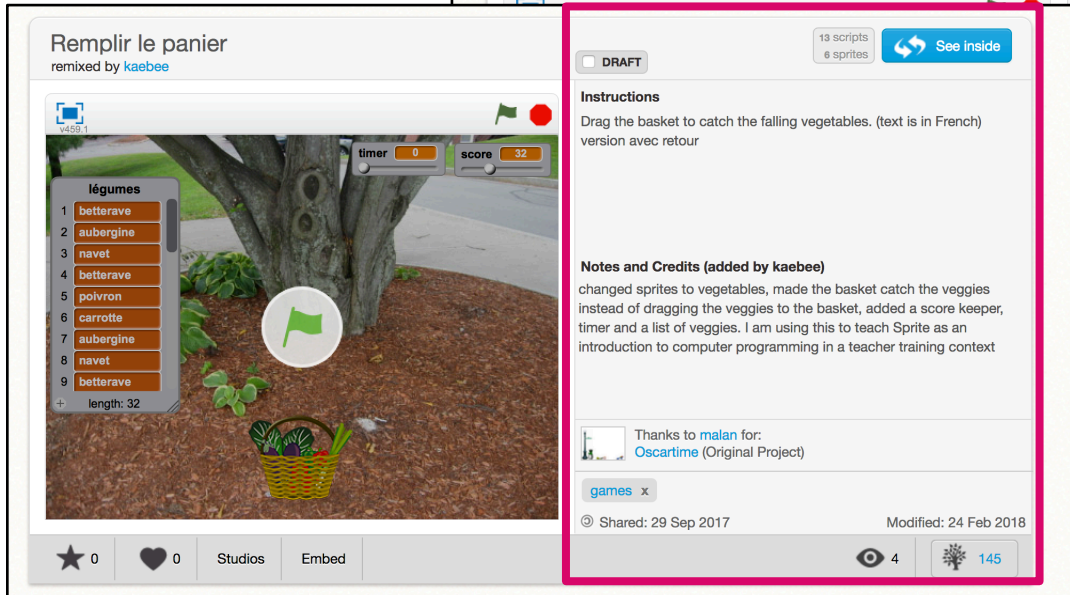 Remplir le panier
remixed by kaebee
v459.1
timer 0
score 32
légumes
1 betterave
2 aubergine
3 navet
4 betterave
5 poivron
6 carrotte
7 aubergine
8 navet
9 betterave
+ length: 32
0
0
Studios
Embed
13 scripts
6 sprites
See inside
DRAFT
Instructions
Drag the basket to catch the falling vegetables. (text is in French)
version avec retour
Notes and Credits (added by kaebee)
changed sprites to vegetables, made the basket catch the veggies
instead of dragging the veggies to the basket, added a score keeper,
timer and a list of veggies. I am using this to teach Sprite as an
introduction to computer programming in a teacher training context
Thanks to malan for:
Oscartime (Original Project)
games x
Shared: 29 Sep 2017
Modified: 24 Feb 2018
4
145